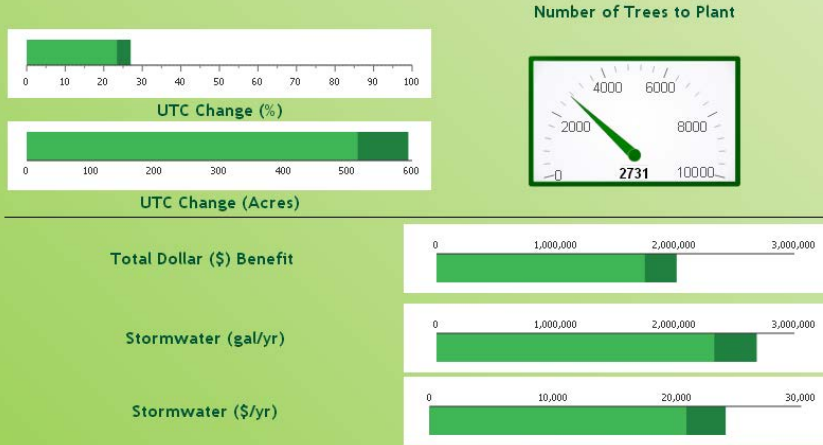 Number of Trees to Plant
0 10 20 30 40 50 60 70 80 90 100
UTC Change (%)
0 2000 4000 6000 8000 10000
2731
0 100 200 300 400 500 600
UTC Change (Acres)
Total Dollar ($) Benefit
0 1,000,000 2,000,000 3,000,000
Stormwater (gal/yr)
0 1,000,000 2,000,000 3,000,000
Stormwater ($/yr)
0 10,000 20,000 30,000